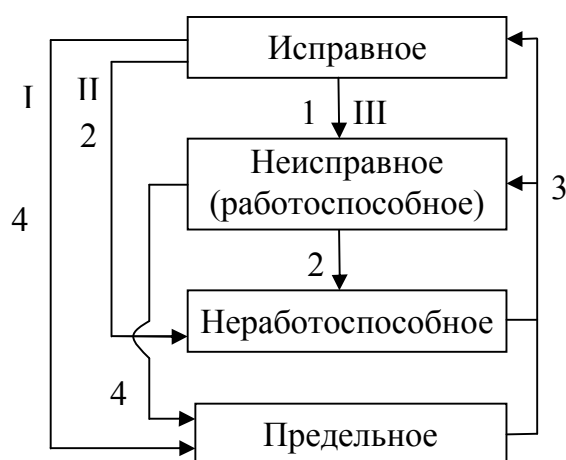 Исправное
I
II
2
1 III
Неисправное
(работоспособное)
3
4
2
Неработоспособное
4
Предельное